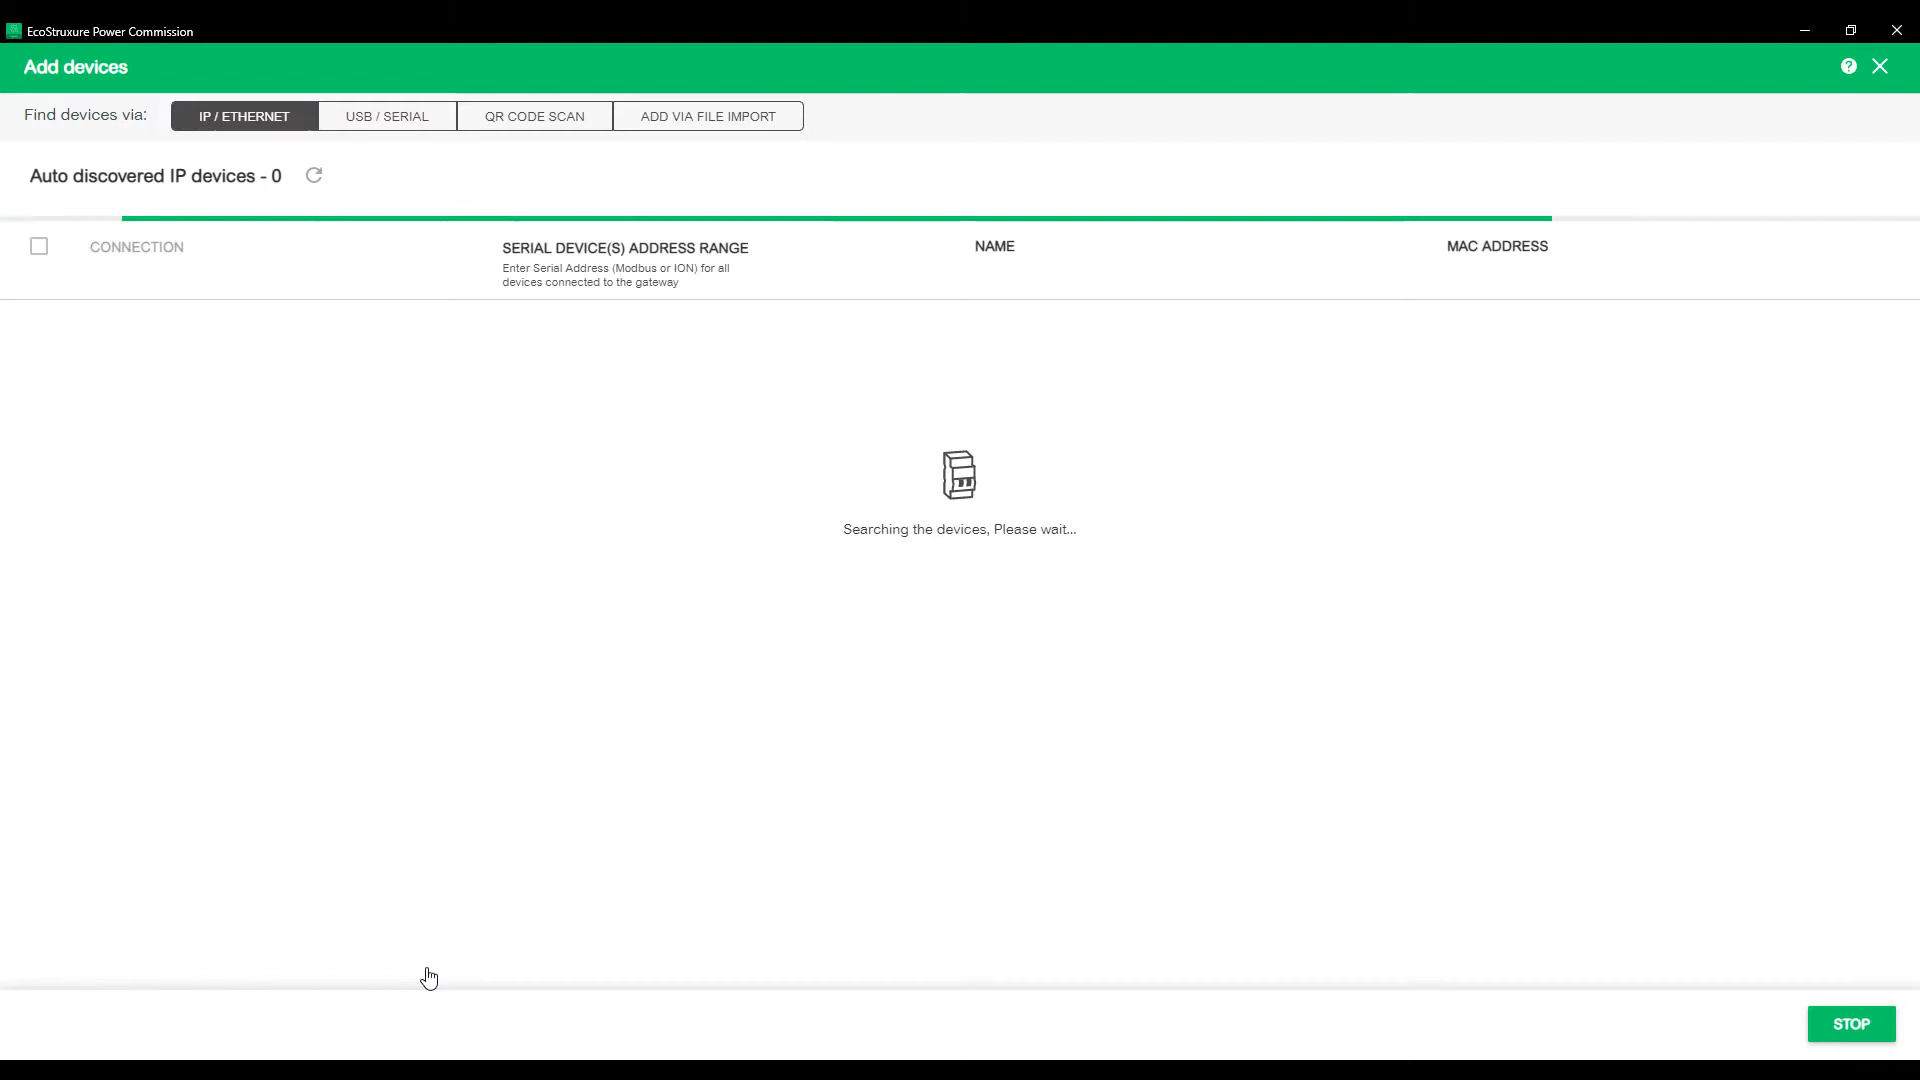 EcoStruxure Power Commission
Add devices
Find devices via:
IP / ETHERNET
USB / SERIAL
QR CODE SCAN
ADD VIA FILE IMPORT
Auto discovered IP devices - 0
CONNECTION
SERIAL DEVICE(S) ADDRESS RANGE
Enter Serial Address (Modbus or ION) for all
devices connected to the gateway
NAME
MAC ADDRESS
Searching the devices, Please wait...
STOP